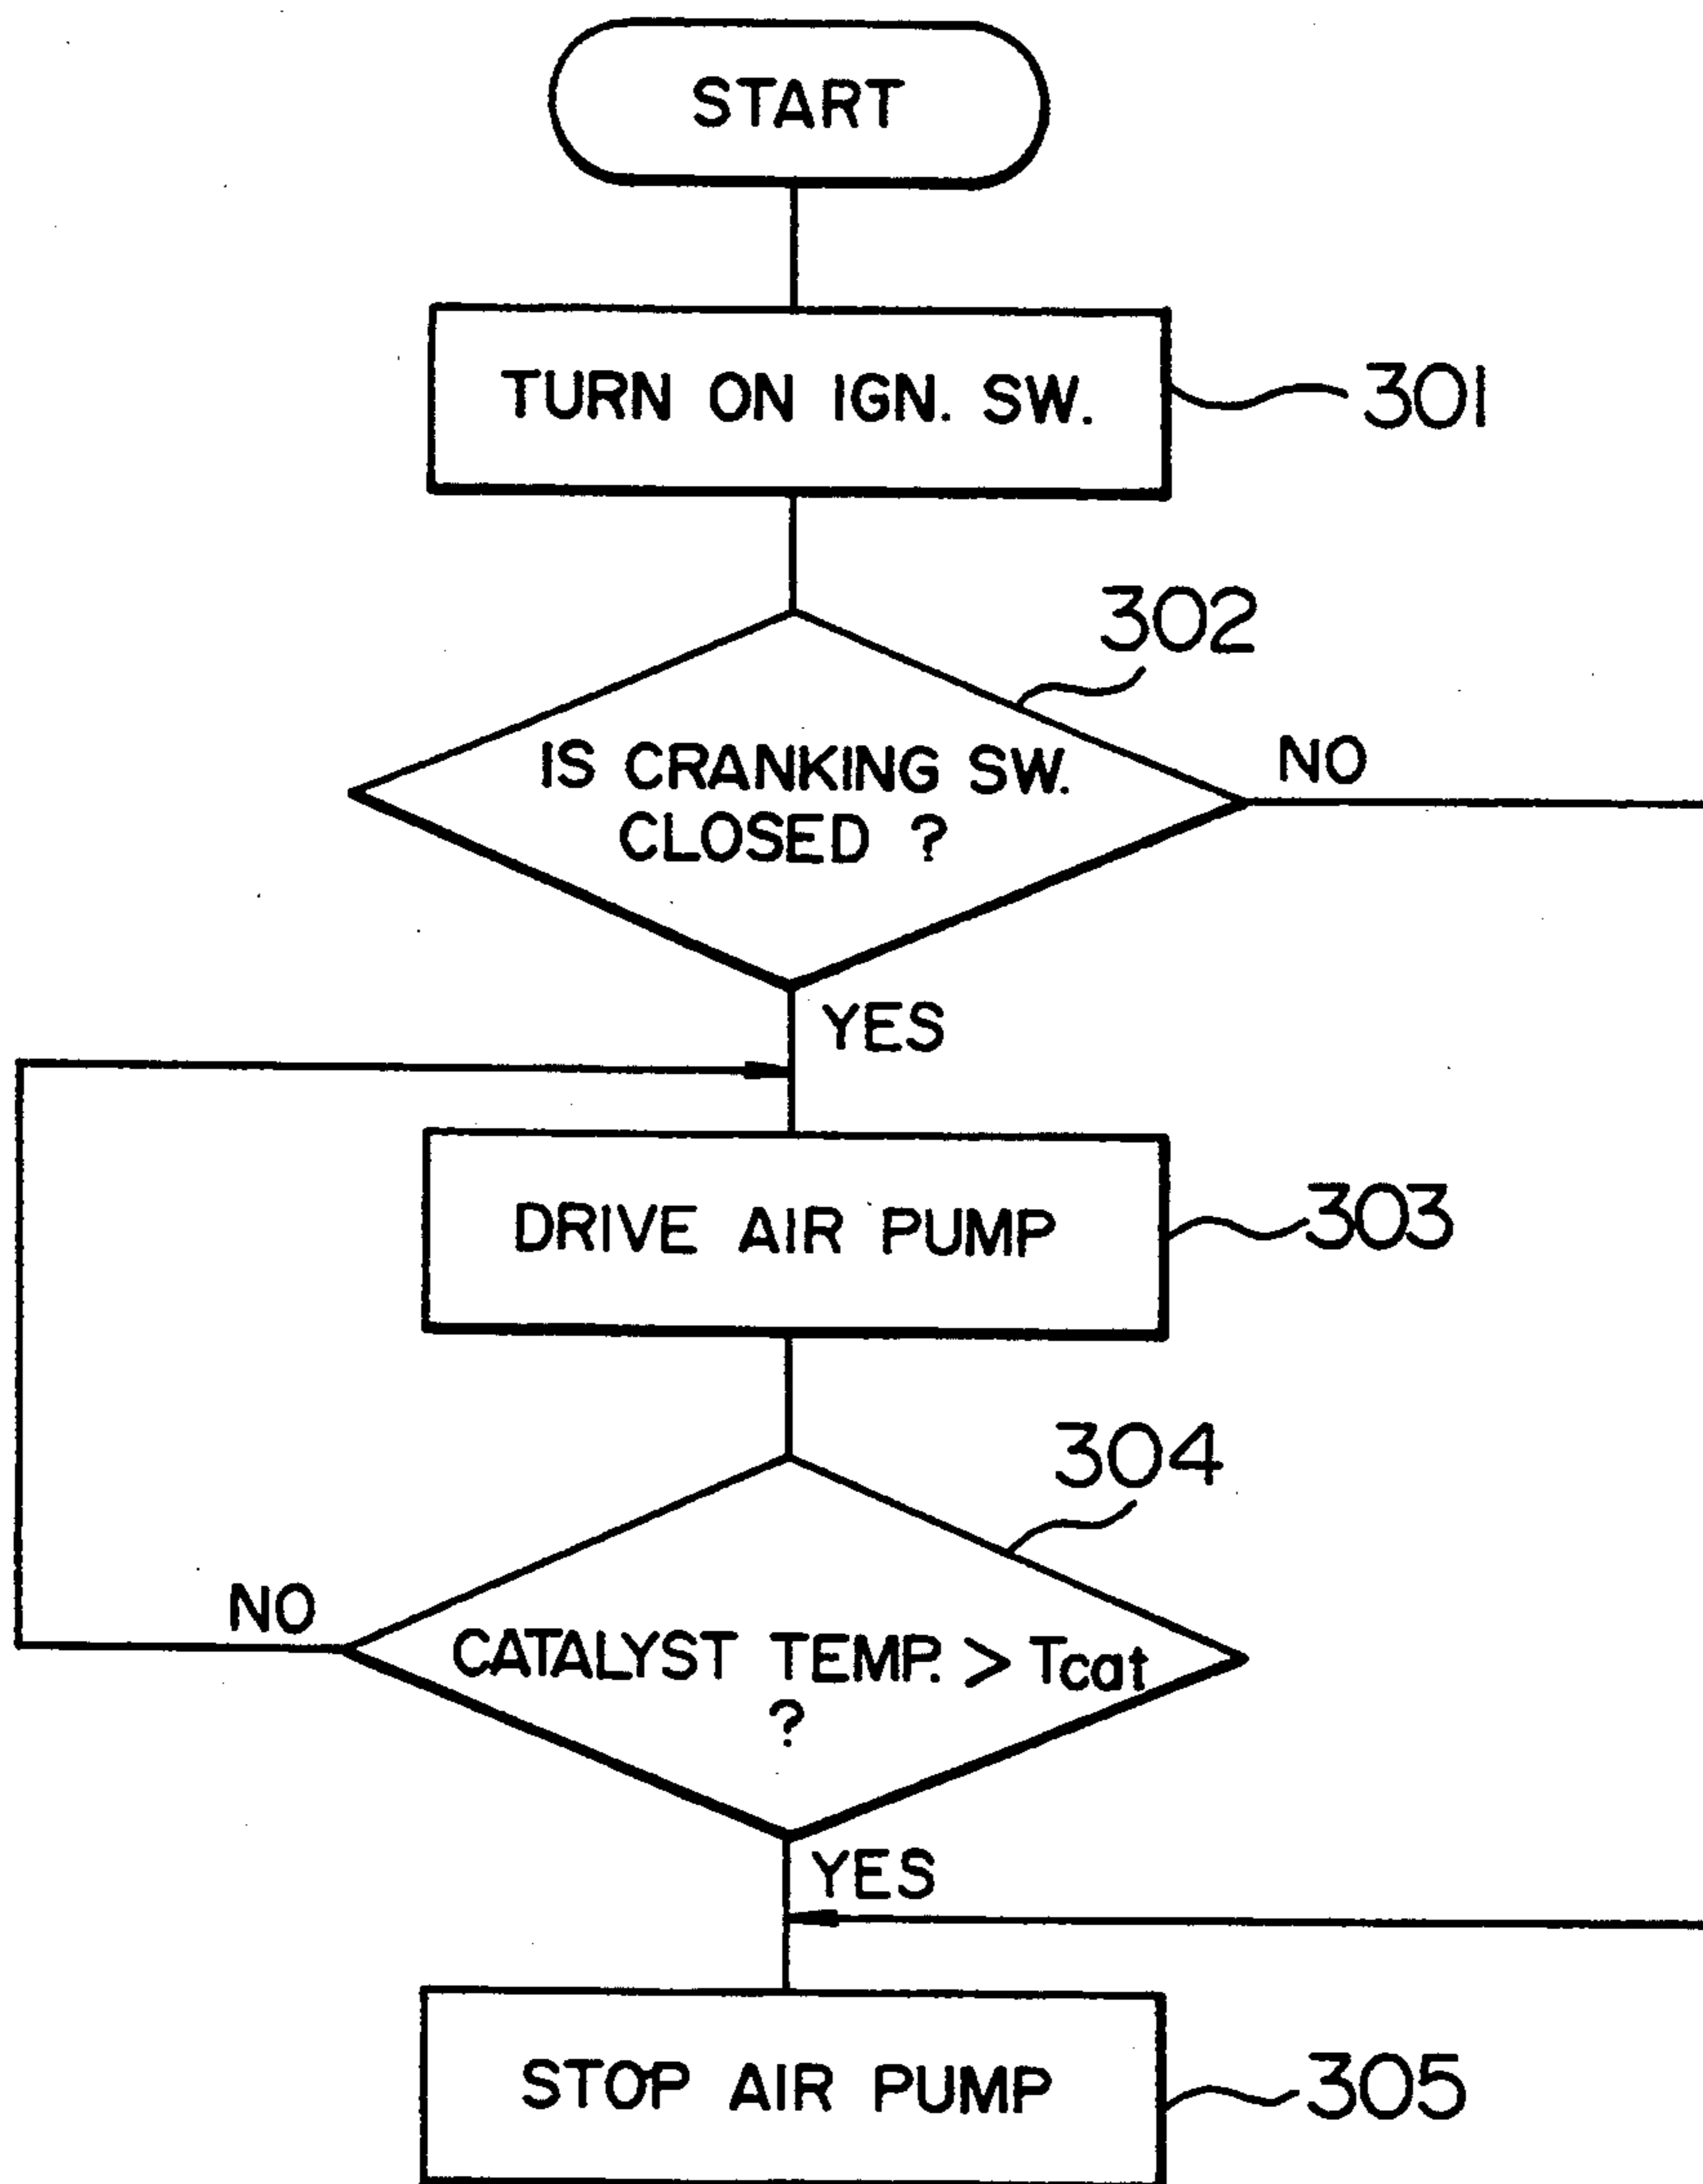 START
TURN ON IGN. SW.
301
302
IS CRANKING SW.
CLOSED ?
NO
YES
DRIVE AIR PUMP
303
304
NO
CATALYST TEMP. > Tcat
?
YES
STOP AIR PUMP
305